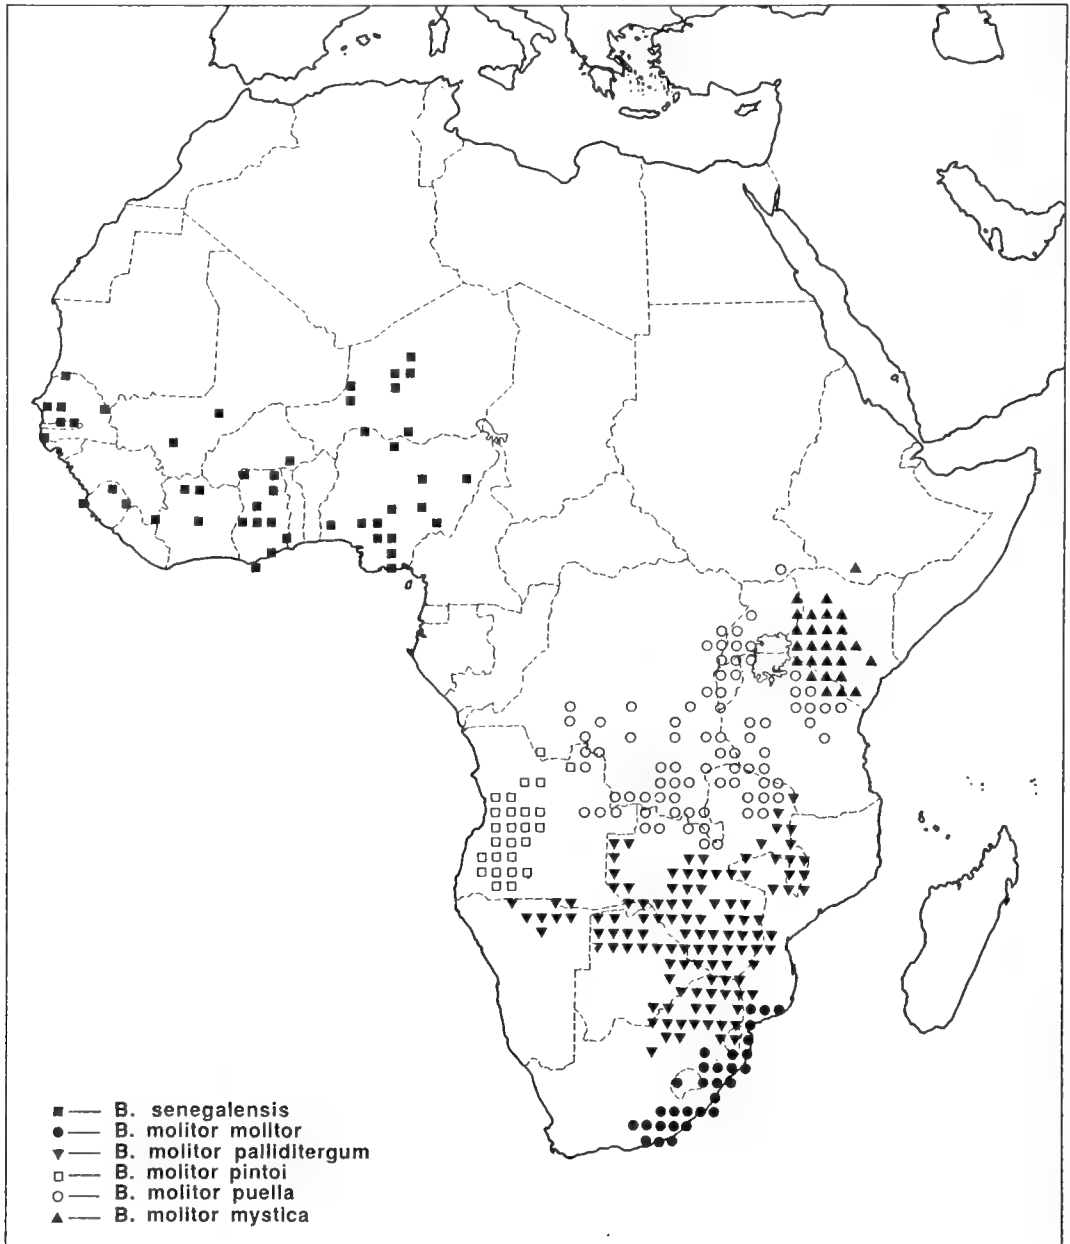 B. senegalensis
B. molitor molitor
B. molitor palliditergum
B. molitor pintoi
B. molitor puella
B. molitor mystica